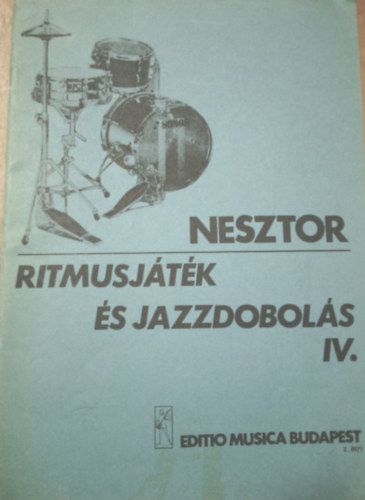 NESZTOR
RITMUSJÁTÉK
ÉS JAZZDOBOLÁS
IV.
EDITIO MUSICA BUDAPEST